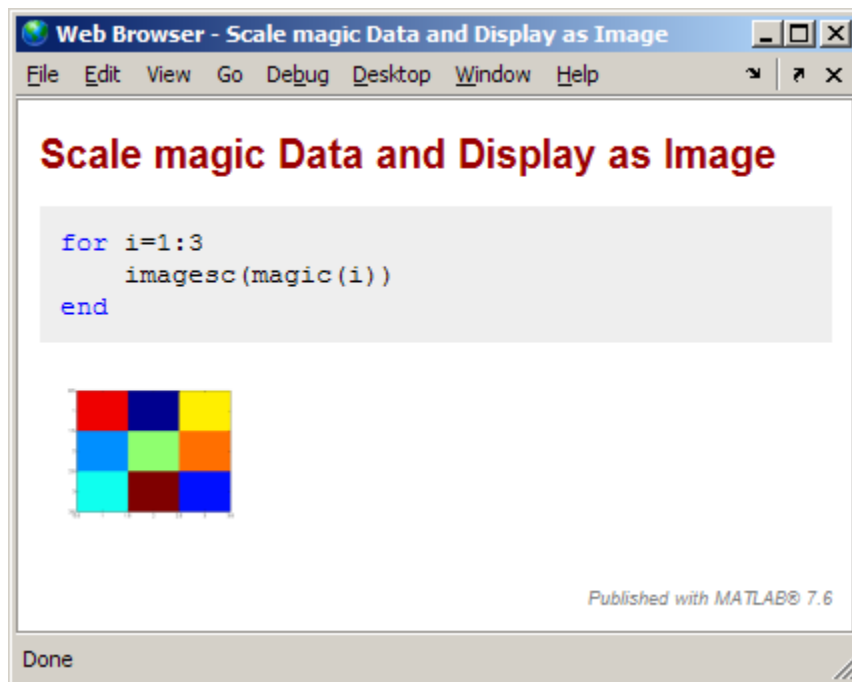 Web Browser - Scale magic Data and Display as Image
File Edit View Go Debug Desktop Window Help
Scale magic Data and Display as Image
for i=1:3
imagesc(magic(i))
end
Published with MATLAB® 7.6
Done